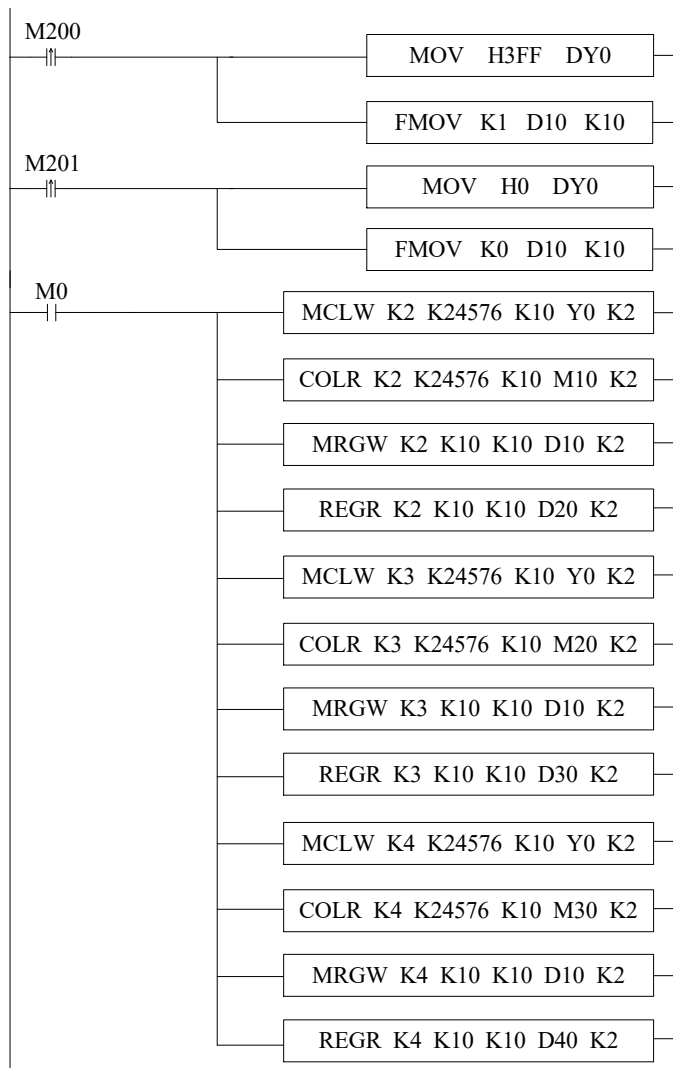 M200
MOV H3FF DY0
FMOV K1 D10 K10
M201
MOV H0 DY0
FMOV K0 D10 K10
M0
MCLW K2 K24576 K10 Y0 K2
COLR K2 K24576 K10 M10 K2
MRGW K2 K10 K10 D10 K2
REGR K2 K10 K10 D20 K2
MCLW K3 K24576 K10 Y0 K2
COLR K3 K24576 K10 M20 K2
MRGW K3 K10 K10 D10 K2
REGR K3 K10 K10 D30 K2
MCLW K4 K24576 K10 Y0 K2
COLR K4 K24576 K10 M30 K2
MRGW K4 K10 K10 D10 K2
REGR K4 K10 K10 D40 K2